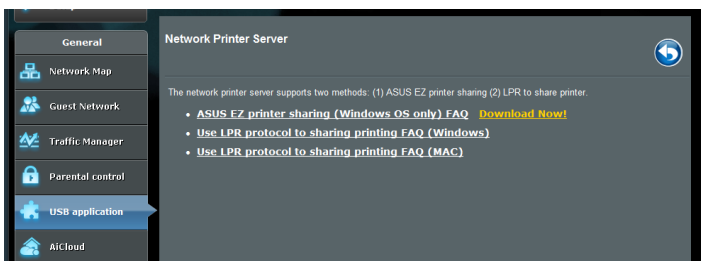 General
Network Map
Guest Network
Traffic Manager
Parental control
USB application
AiCloud
Network Printer Server
The network printer server supports two methods: (1) ASUS EZ printer sharing (2) LPR to share printer.
ASUS EZ printer sharing (Windows OS only) FAQ Download Now!
Use LPR protocol to sharing printing FAQ (Windows)
Use LPR protocol to sharing printing FAQ (MAC)